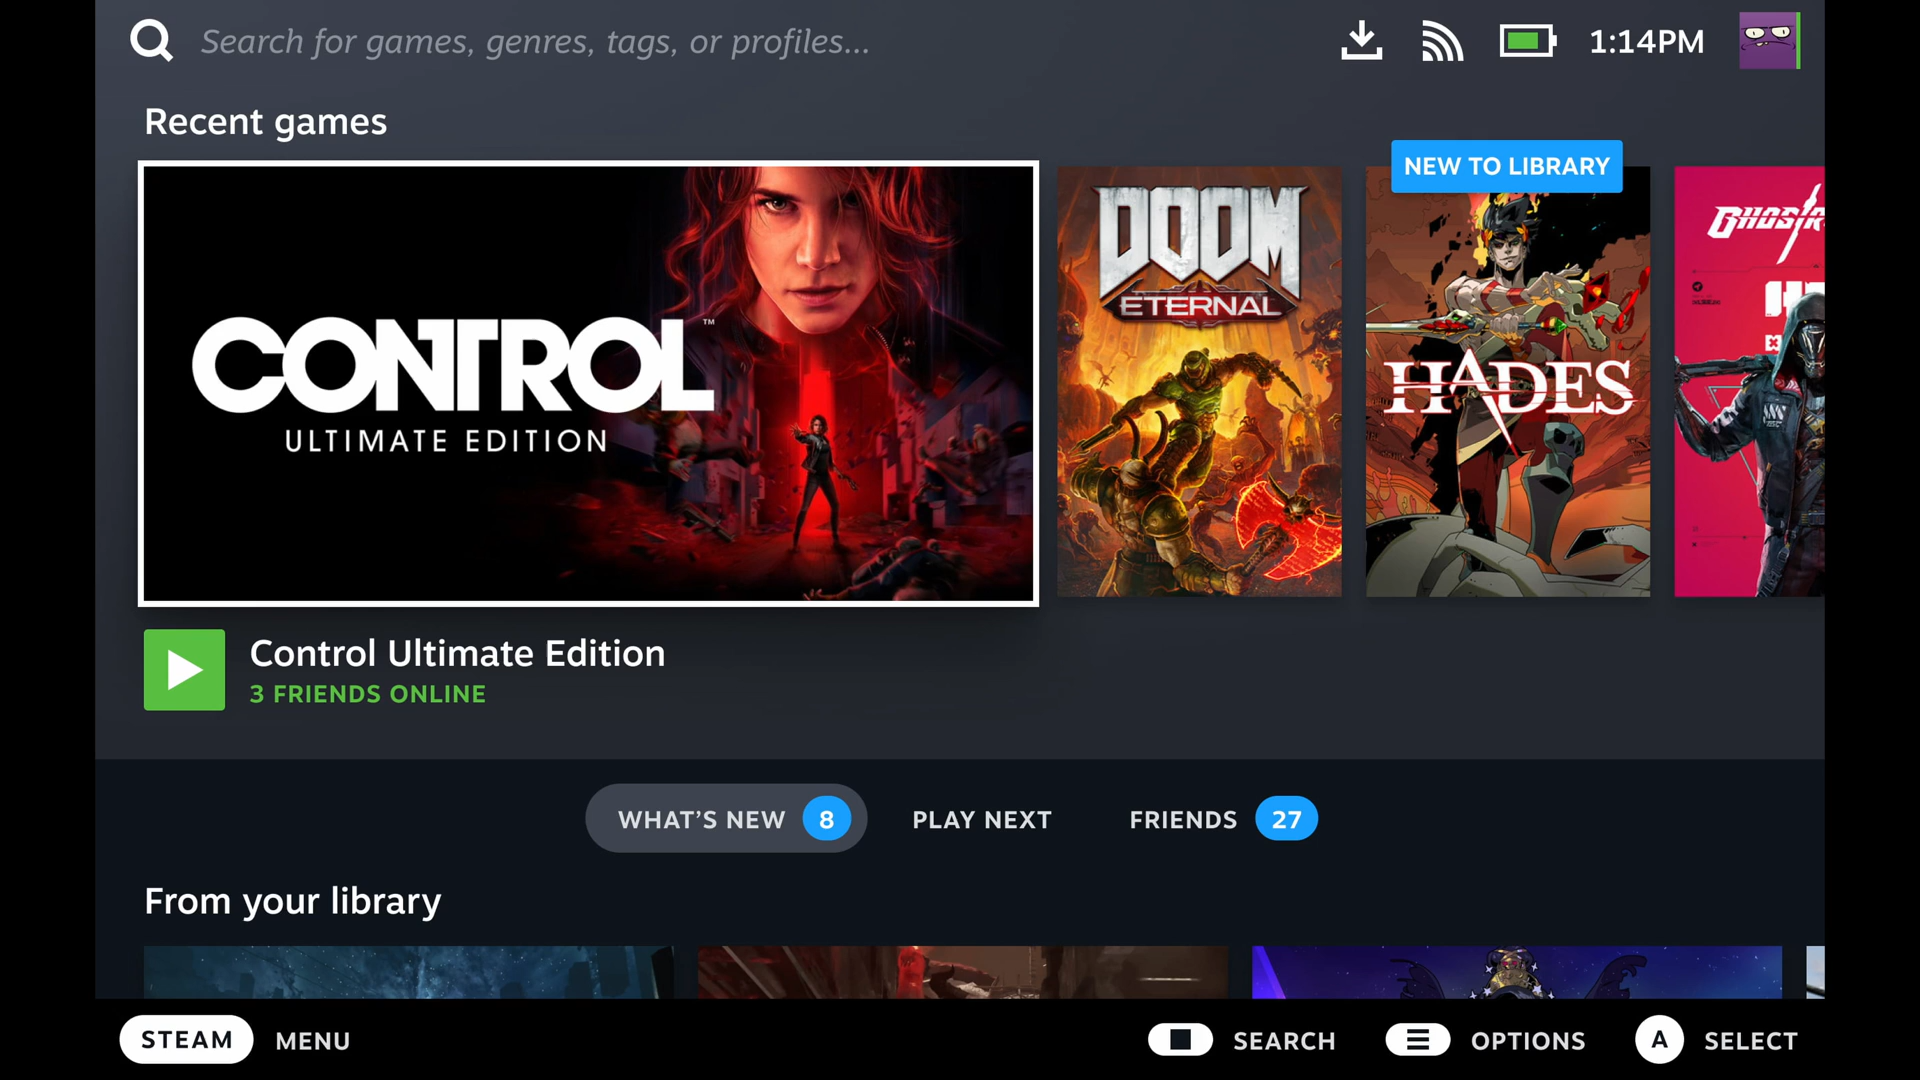 Search for games, genres, tags, or profiles...
1:14PM
Recent games
CONTROL™
ULTIMATE EDITION
DOOM
ETERNAL
NEW TO LIBRARY
HADES
Control Ultimate Edition
3 FRIENDS ONLINE
WHAT’S NEW 8
PLAY NEXT
FRIENDS 27
From your library
STEAM MENU
SEARCH
OPTIONS
A SELECT